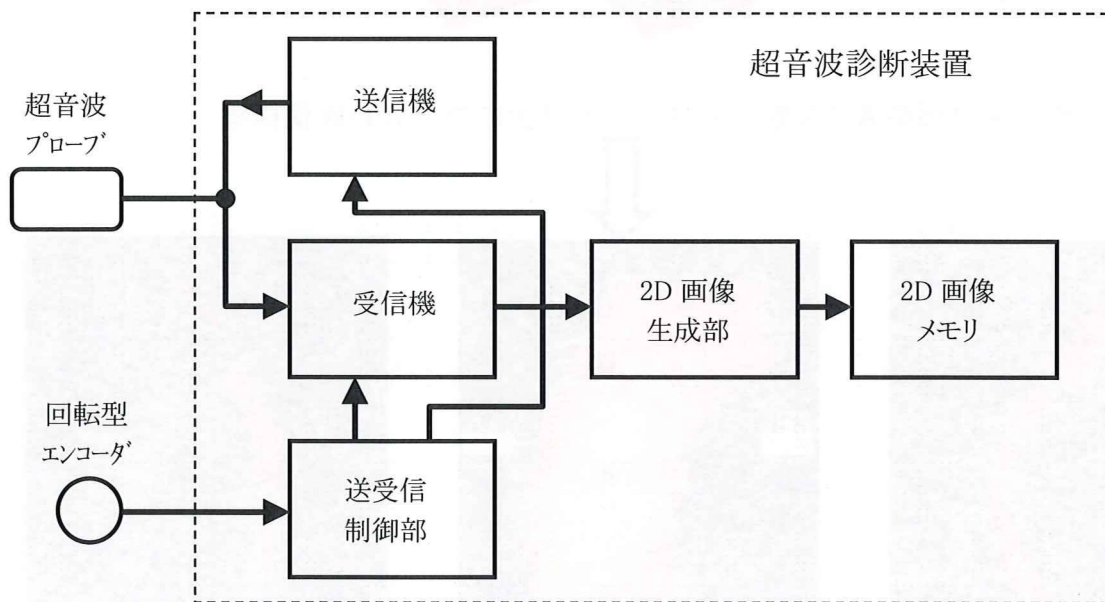 超音波診断装置
送信機
超音波
プローブ
受信機
2D 画像
生成部
2D 画像
メモリ
回転型
エンコーダ
送受信
制御部